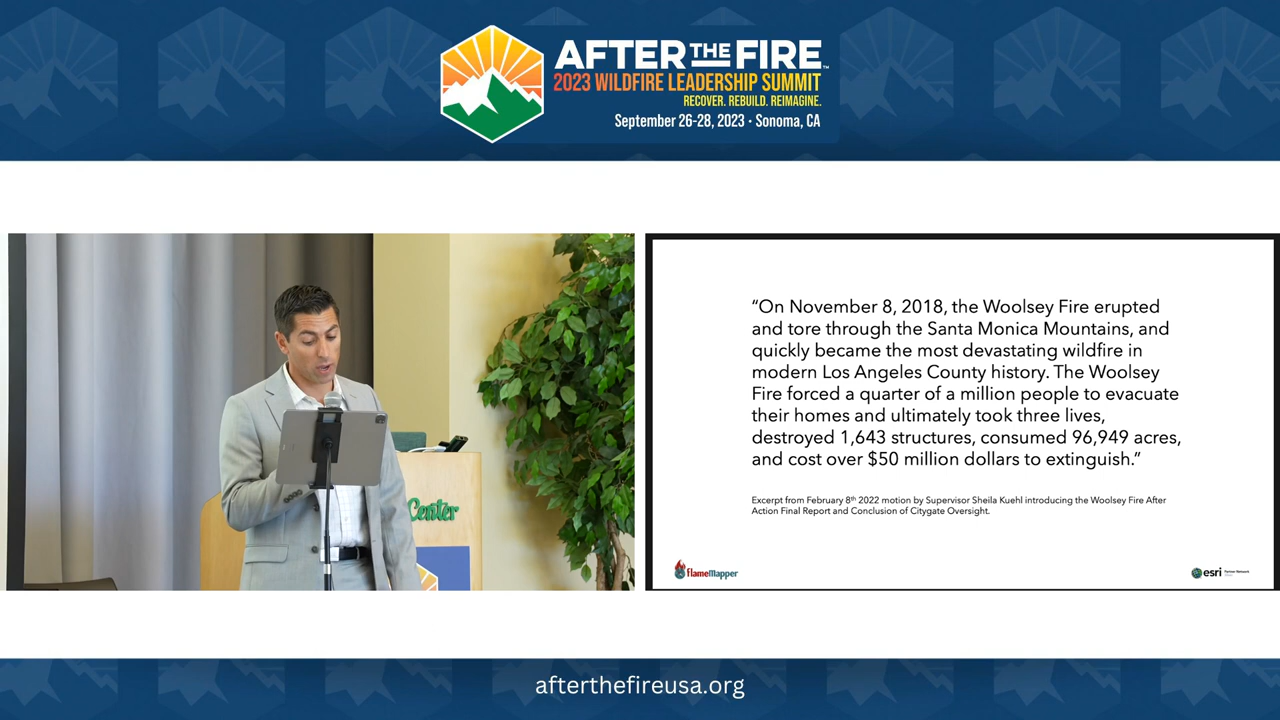 AFTER THE FIRE™
2023 WILDFIRE LEADERSHIP SUMMIT
RECOVER. REBUILD. REIMAGINE.
September 26-28, 2023 • Sonoma, CA
Center
“On November 8, 2018, the Woolsey Fire erupted
and tore through the Santa Monica Mountains, and
quickly became the most devastating wildfire in
modern Los Angeles County history. The Woolsey
Fire forced a quarter of a million people to evacuate
their homes and ultimately took three lives,
destroyed 1,643 structures, consumed 96,949 acres,
and cost over $50 million dollars to extinguish.”
Excerpt from February 8th 2022 motion by Supervisor Sheila Kuehl introducing the Woolsey Fire After
Action Final Report and Conclusion of Citygate Oversight.
flameMapper
esri Partner Network
afterthefireusa.org